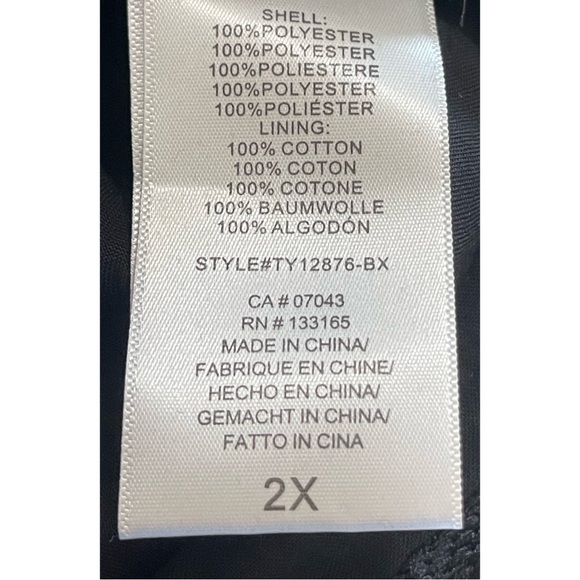 SHELL:
100%POLYESTER
100%POLYESTER
100%POLIESTERE
100%POLYESTER
100%POLIÉSTER
LINING:
100% COTTON
100% COTON
100% COTONE
100% BAUMWOLLE
100% ALGODÓN
STYLE#TY12876-BX
CA # 07043
RN # 133165
MADE IN CHINA/
FABRIQUE EN CHINE/
HECHO EN CHINA/
GEMACHT IN CHINA/
FATTO IN CINA
2X